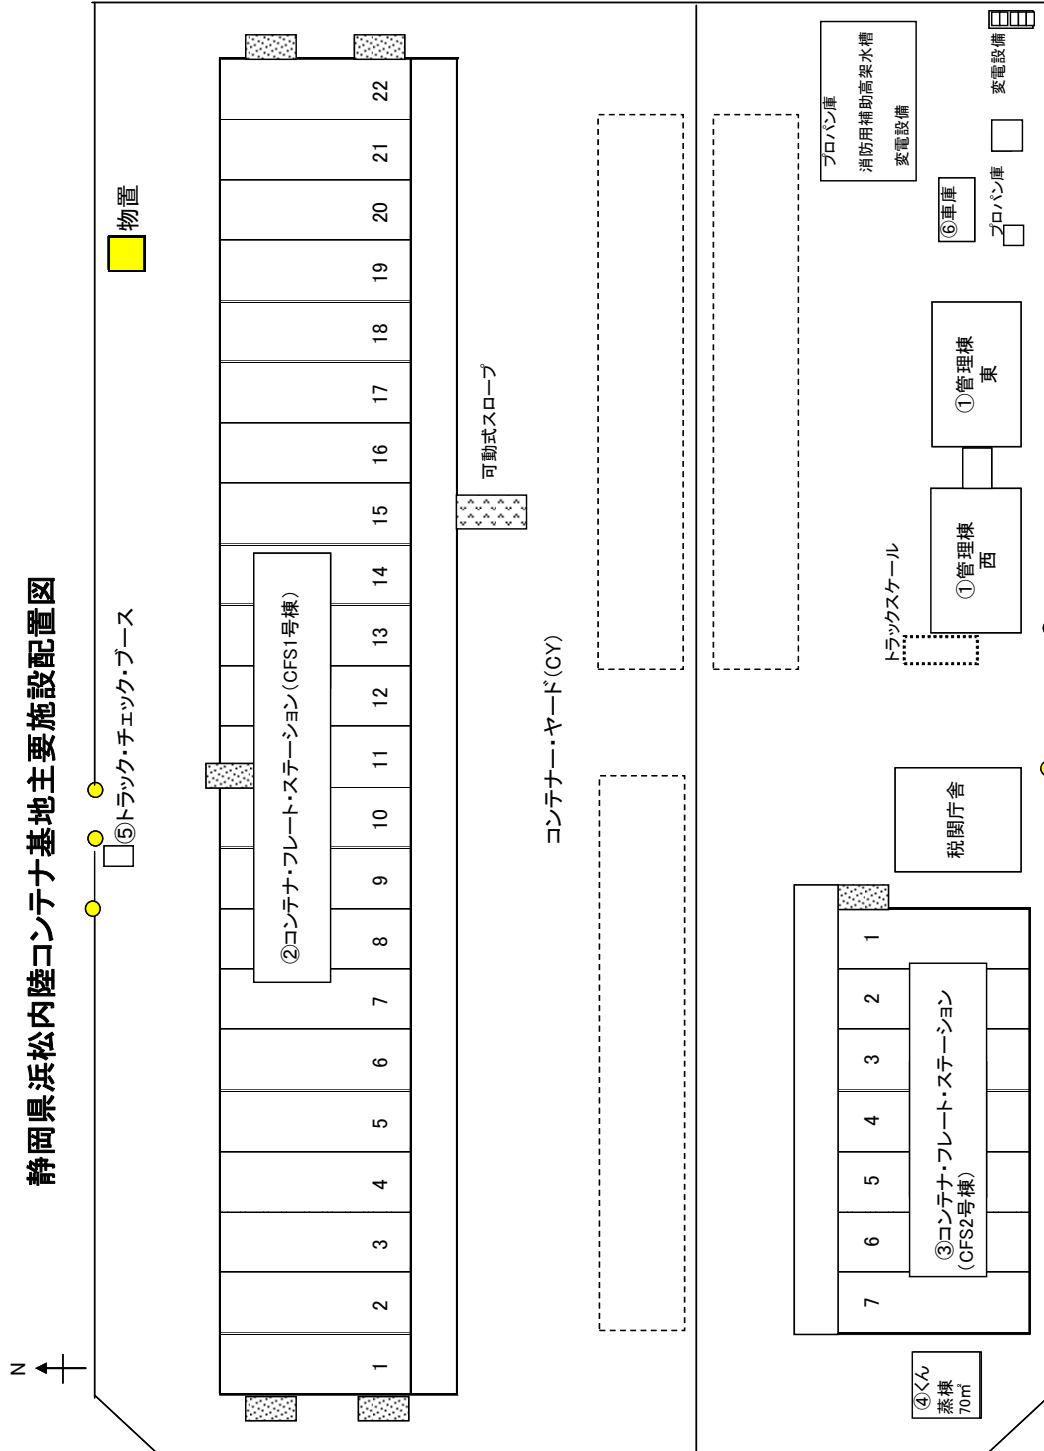 静岡県浜松内陸コンテナ基地主要施設配置図
N
⑤トラック・チェック・ブース
物置
1
2
3
4
5
6
7
8
9
10
11
12
13
14
15
16
17
18
19
20
21
22
②コンテナ・フレート・ステーション(CFS1号棟)
可動式スロープ
コンテナー・ヤード(CY)
プロパン庫
消防用補助高架水槽
変電設備
変電設備
⑥車庫
プロパン庫
①管理棟
東
①管理棟
西
トラックスケール
税関庁舎
7
6
5
4
3
2
1
③コンテナ・フレート・ステーション
(CFS2号棟)
④くん
蒸棟
70㎡